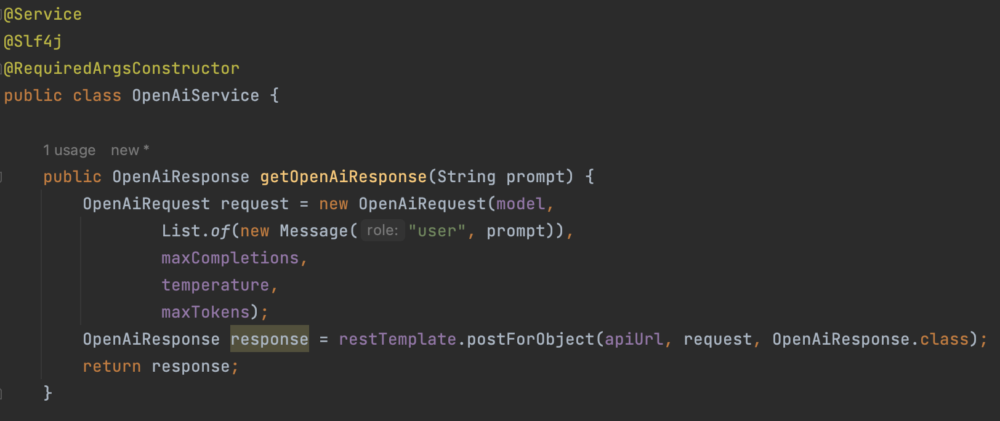 @Service
@Slf4j
@RequiredArgsConstructor
public class OpenAiService {
1 usage new *
public OpenAiResponse getOpenAiResponse(String prompt) {
OpenAiRequest request = new OpenAiRequest(model,
List.of(new Message( role: "user", prompt)),
maxCompletions,
temperature,
maxTokens);
OpenAiResponse response = restTemplate.postForObject(apiUrl, request, OpenAiResponse.class);
return response;
}